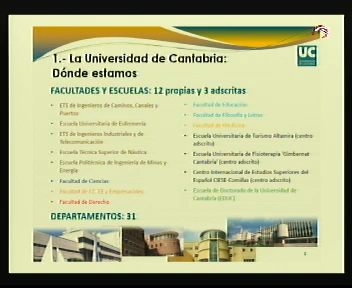 1.- La Universidad de Cantabria:
Dónde estamos
UC
FACULTADES Y ESCUELAS: 12 propias y 3 adscritas
• ETS de Ingenieros de Caminos, Canales y
Puertos
• Escuela Universitaria de Enfermería
• ETS de Ingenieros Industriales y de
Telecomunicación
• Escuela Técnica Superior de Náutica
• Escuela Politécnica de Ingeniería de Minas y
Energía
• Facultad de Ciencias
• Facultad de CC. EE y Empresariales
• Facultad de Derecho
• Facultad de Educación
• Facultad de Filosofía y Letras
• Facultad de Medicina
• Escuela Universitaria de Turismo Altamira (centro
adscrito)
• Escuela Universitaria de Fisioterapia 'Gimbernat
Cantabria' (centro adscrito)
• Centro Internacional de Estudios Superiores del
Español CIESE-Comillas (centro adscrito)
• Escuela de Doctorado de la Universidad de
Cantabria (EDUC)
DEPARTAMENTOS: 31